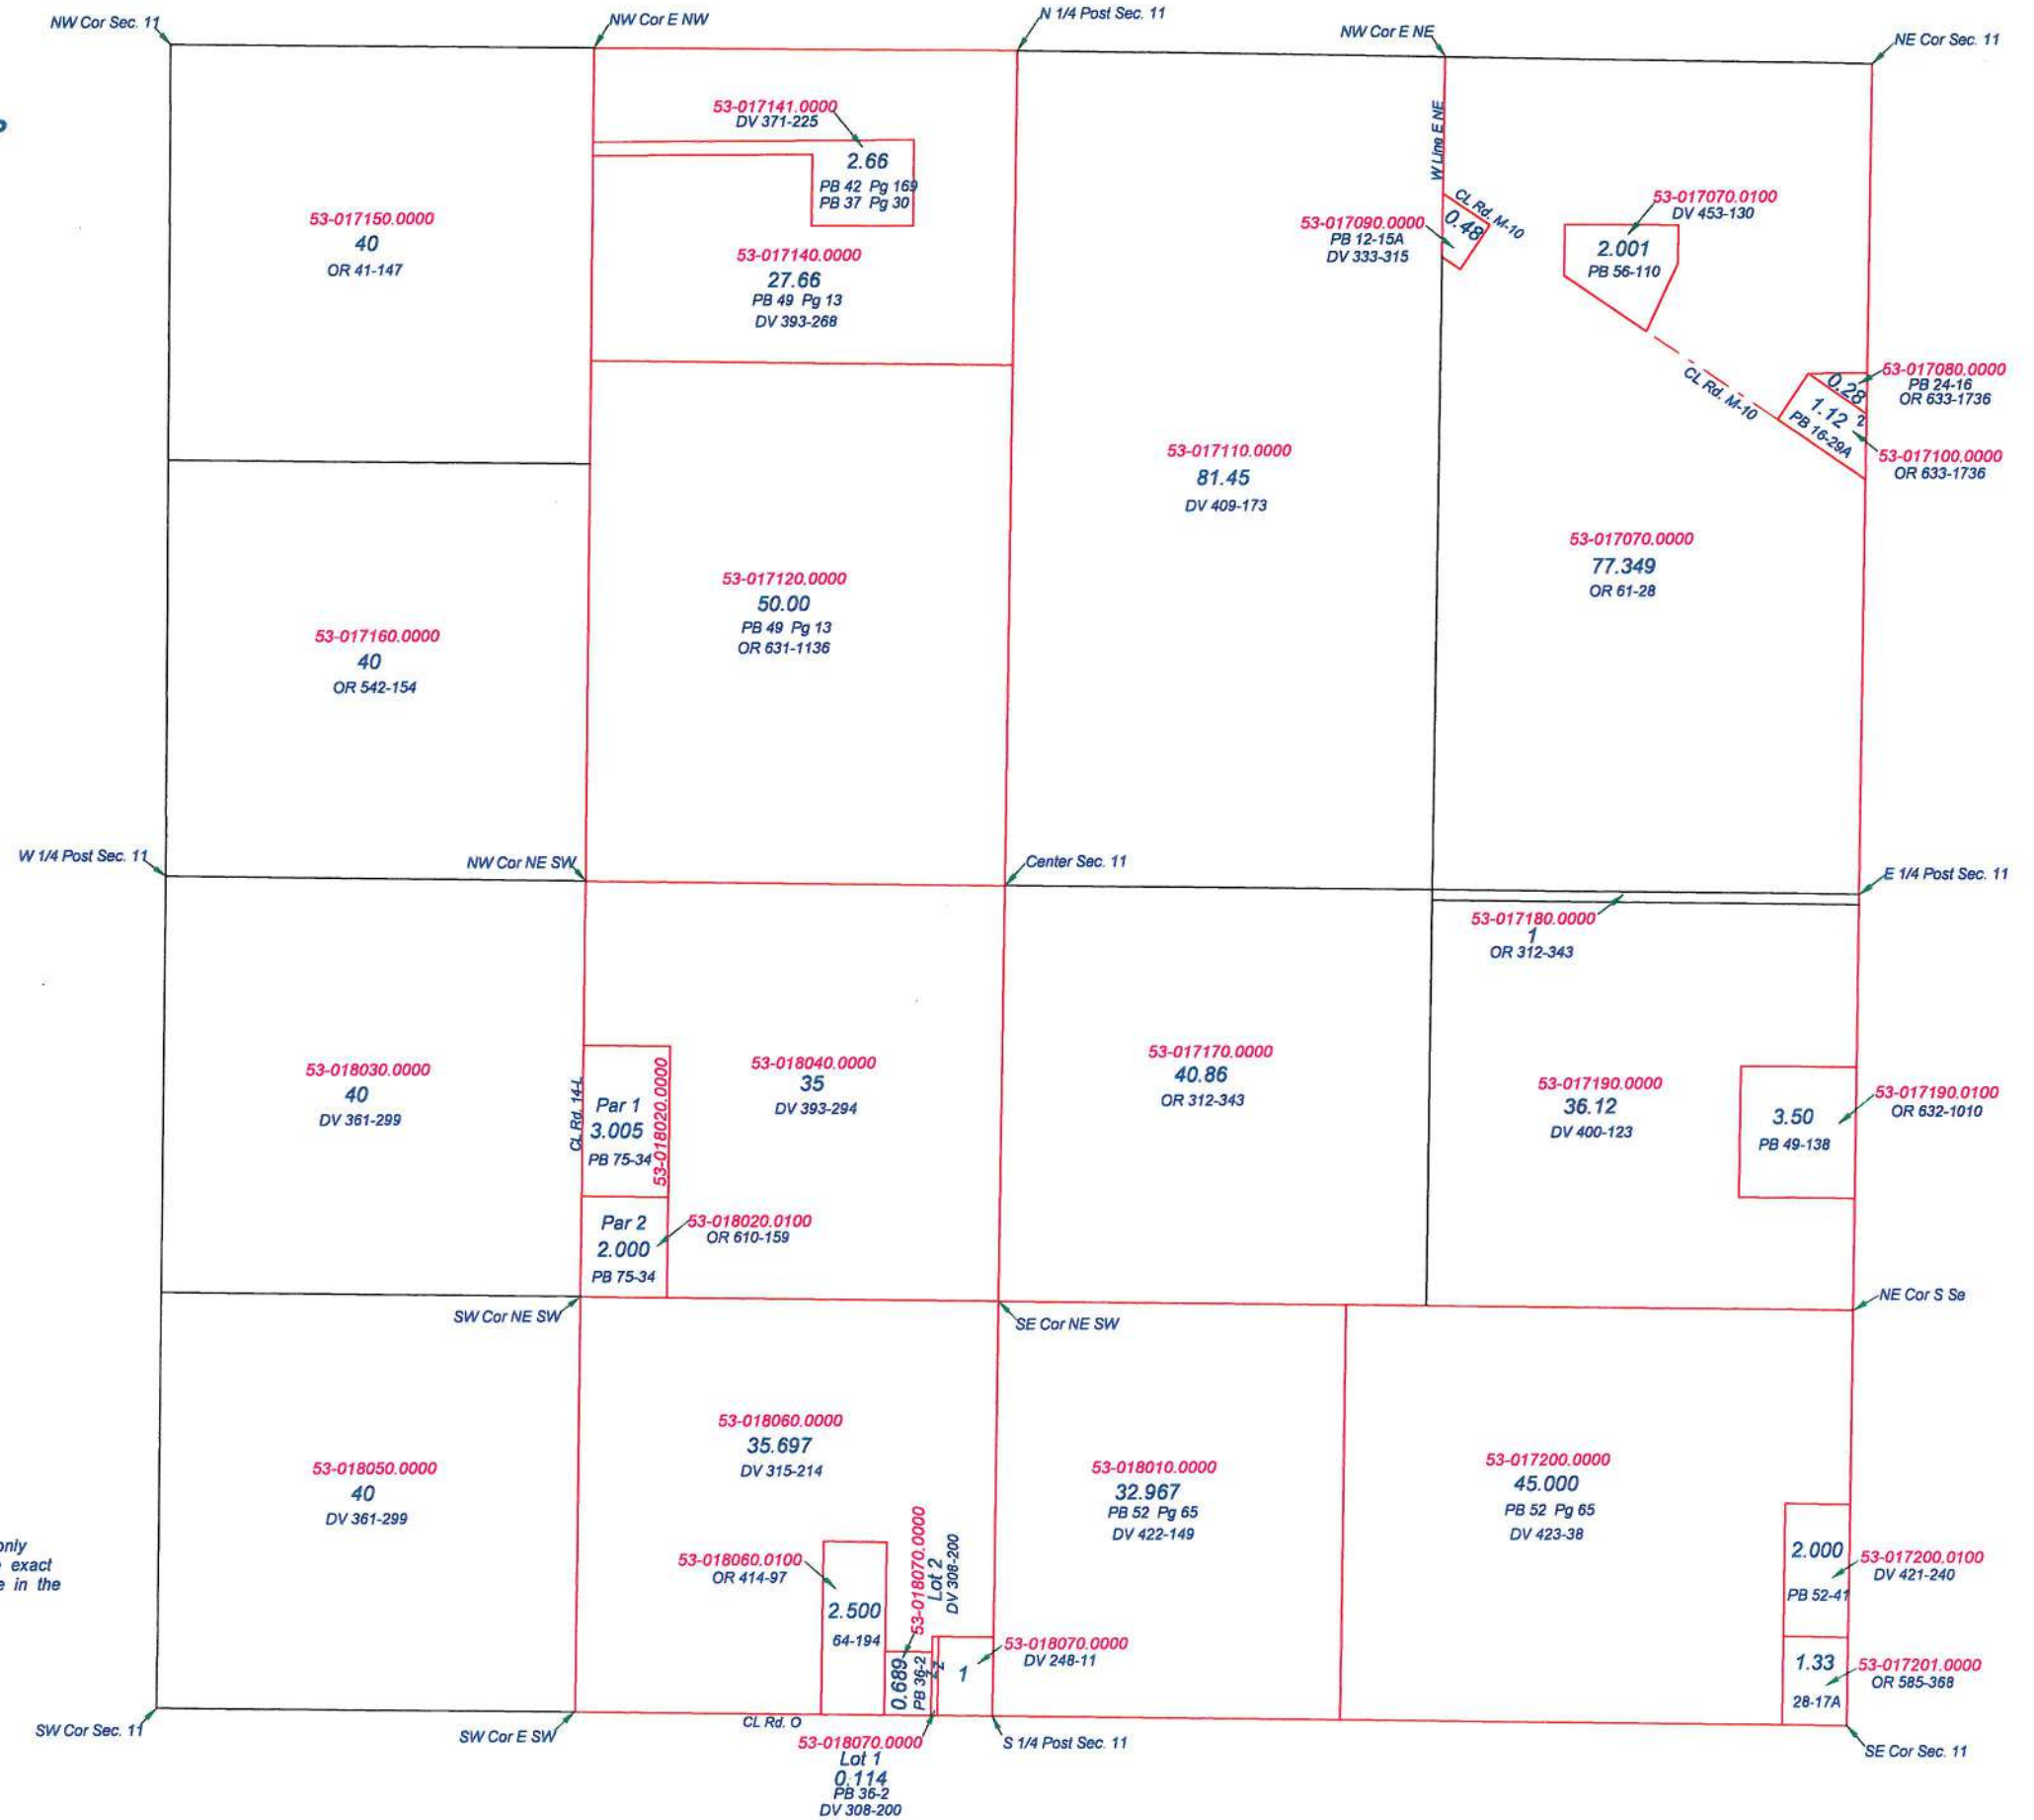 NW Cor Sec. 11
NW Cor E NW
N 1/4 Post Sec. 11
NW Cor E NE
NE Cor Sec. 11
53-017141.0000
DV 371-225
2.66
PB 42 Pg 169
PB 37 Pg 30
W Line E NE
CL Rd. M-10
0.48
53-017090.0000
PB 12-15A
DV 333-315
53-017070.0100
DV 453-130
2.001
PB 56-110
53-017150.0000
40
OR 41-147
53-017140.0000
27.66
PB 49 Pg 13
DV 393-268
CL Rd. M-10
0.28
53-017080.0000
PB 24-16
OR 633-1736
1.12
PB 16-29A
2
53-017100.0000
OR 633-1736
53-017110.0000
81.45
DV 409-173
53-017070.0000
77.349
OR 61-28
53-017120.0000
50.00
PB 49 Pg 13
OR 631-1136
53-017160.0000
40
OR 542-154
W 1/4 Post Sec. 11
NW Cor NE SW
Center Sec. 11
E 1/4 Post Sec. 11
53-017180.0000
1
OR 312-343
53-018030.0000
40
DV 361-299
CL Rd. 14-L
Par 1
3.005
PB 75-34
53-018020.0000
53-018040.0000
35
DV 393-294
53-017170.0000
40.86
OR 312-343
53-017190.0000
36.12
DV 400-123
3.50
PB 49-138
53-017190.0100
OR 632-1010
Par 2
2.000
PB 75-34
53-018020.0100
OR 610-159
SW Cor NE SW
SE Cor NE SW
NE Cor S Se
53-018050.0000
40
DV 361-299
53-018060.0000
35.697
DV 315-214
53-018010.0000
32.967
PB 52 Pg 65
DV 422-149
53-017200.0000
45.000
PB 52 Pg 65
DV 423-38
only
exact
e in the
53-018060.0100
OR 414-97
2.500
64-194
53-018070.0000
Lot 2
DV 308-200
0.689
PB 36-2
1
53-018070.0000
DV 248-11
2.000
PB 52-41
53-017200.0100
DV 421-240
1.33
28-17A
53-017201.0000
OR 585-368
SW Cor Sec. 11
SW Cor E SW
CL Rd. O
53-018070.0000
Lot 1
0.114
PB 36-2
DV 308-200
S 1/4 Post Sec. 11
SE Cor Sec. 11